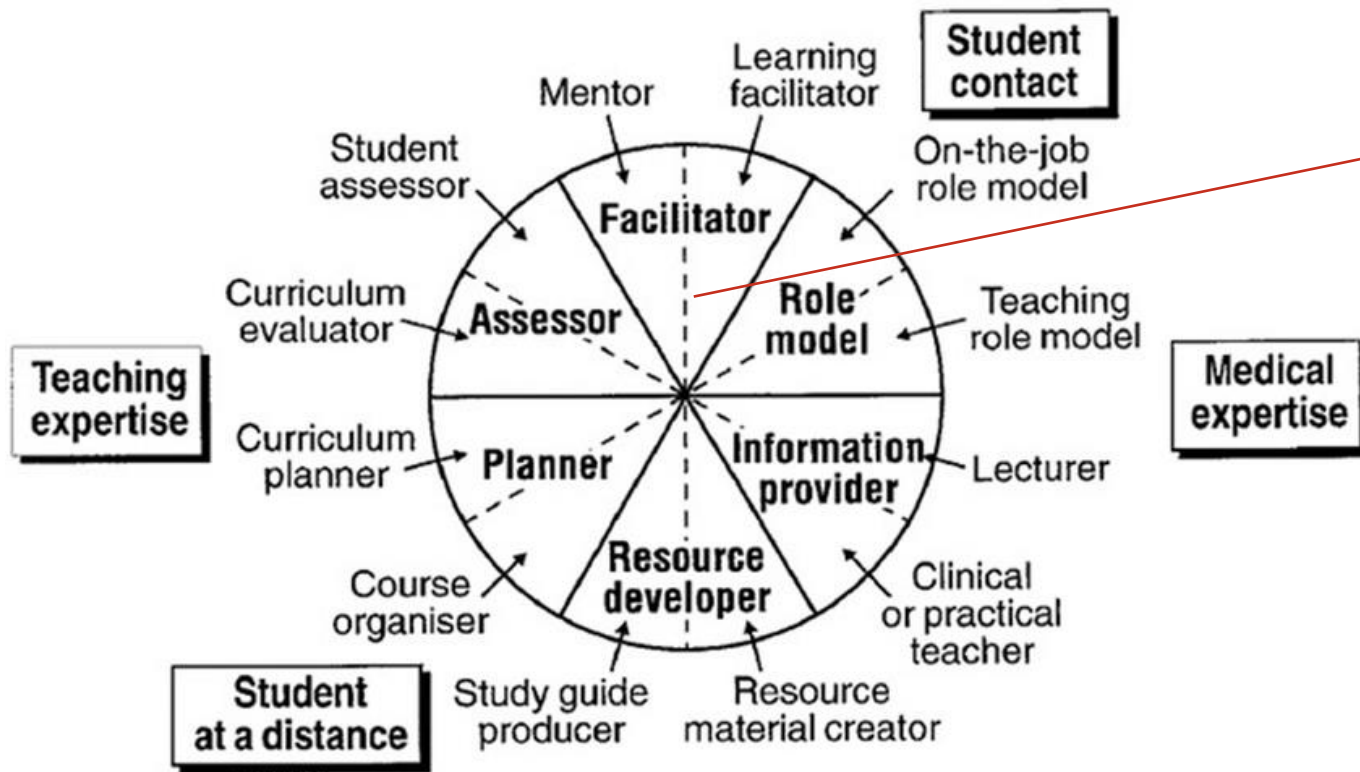 Student
contact
Learning
facilitator
Mentor
On-the-job
role model
Student
assessor
Facilitator
Role
model
Teaching
role model
Curriculum
evaluator
Assessor
Teaching
expertise
Medical
expertise
Curriculum
planner
Planner
Information
provider
Lecturer
Resource
developer
Clinical
or practical
teacher
Course
organiser
Student
at a distance
Study guide
producer
Resource
material creator